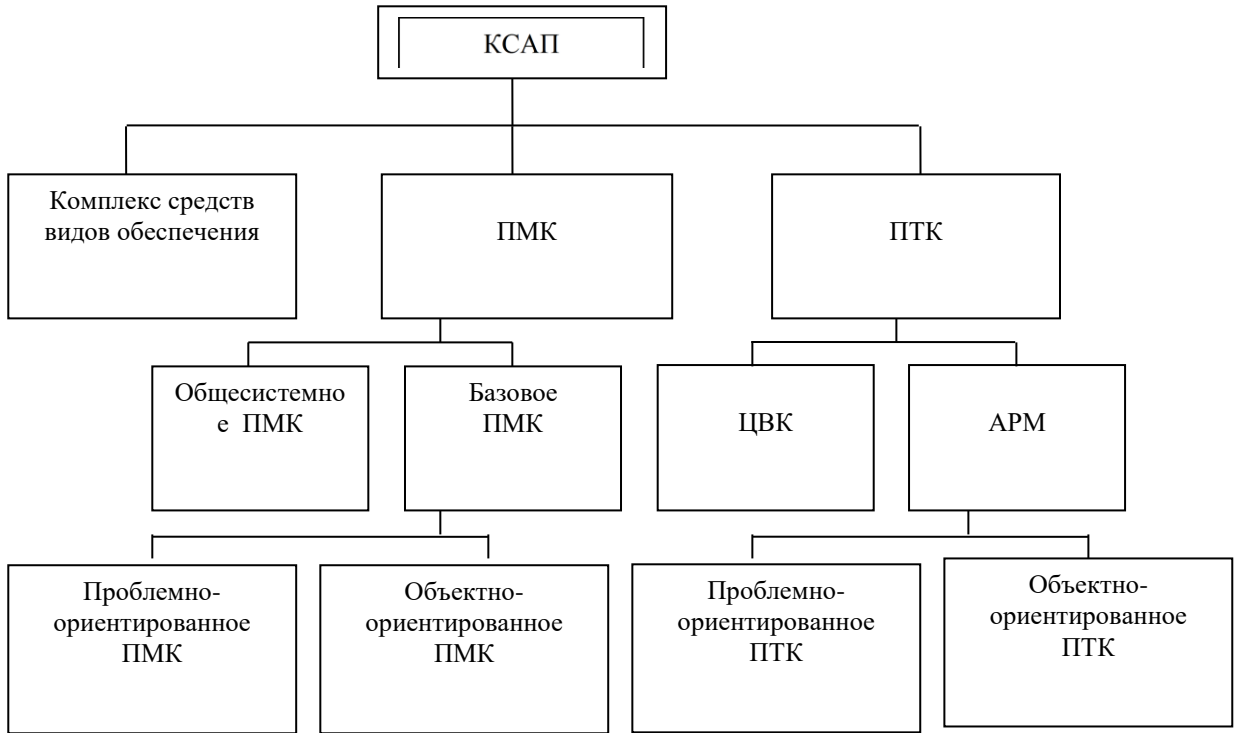 КСАП
Комплекс средств
видов обеспечения
ПМК
ПТК
Общесистемно
е ПМК
Базовое
ПМК
ЦВК
АРМ
Проблемно-
ориентированное
ПМК
Объектно-
ориентированное
ПМК
Проблемно-
ориентированное
ПТК
Объектно-
ориентированное
ПТК